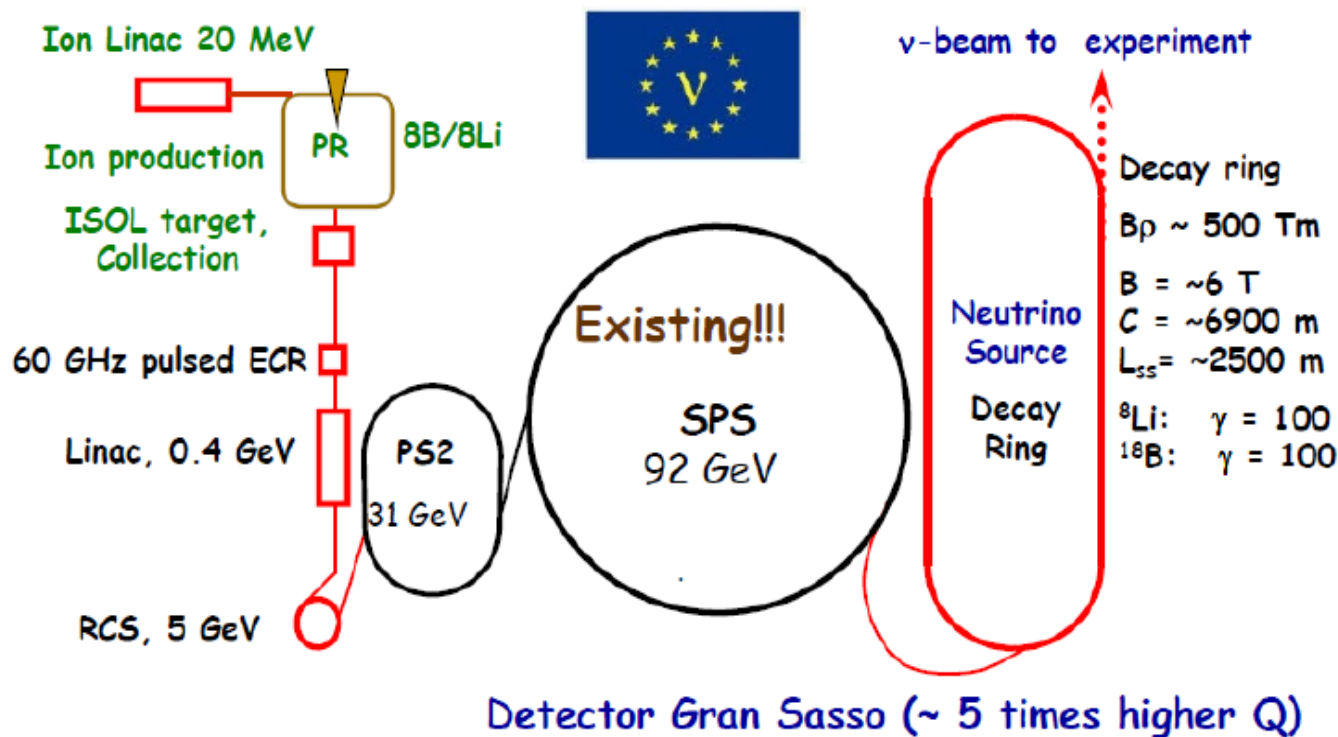 Ion Linac 20 MeV
PR
8B/8Li
Ion production
ISOL target,
Collection
60 GHz pulsed ECR
Linac, 0.4 GeV
RCS, 5 GeV
PS2
31 GeV
ν
Existing!!!
SPS
92 GeV
ν-beam to experiment
Neutrino
Source
Decay
Ring
Decay ring
Bρ ~ 500 Tm
B = ~6 T
C = ~6900 m
Lss= ~2500 m
⁸Li: γ = 100
¹⁸B: γ = 100
Detector Gran Sasso (~ 5 times higher Q)